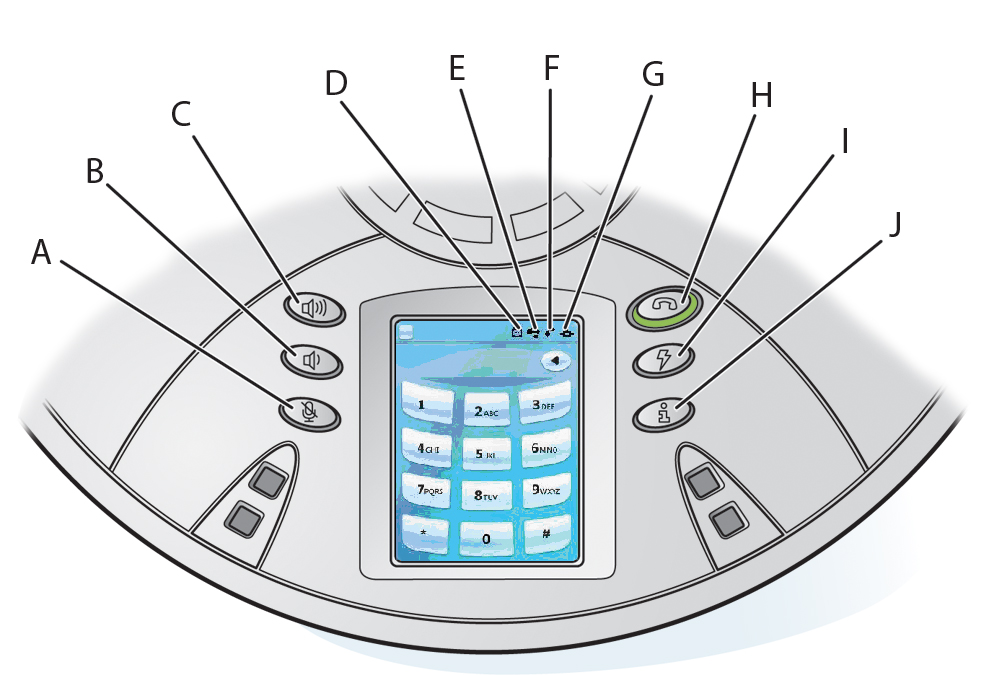 E F
D G
C H
B I
A J
1 2ABC 3DEF
4GHI 5JKL 6MNO
7PQRS 8TUV 9WXYZ
* 0 #